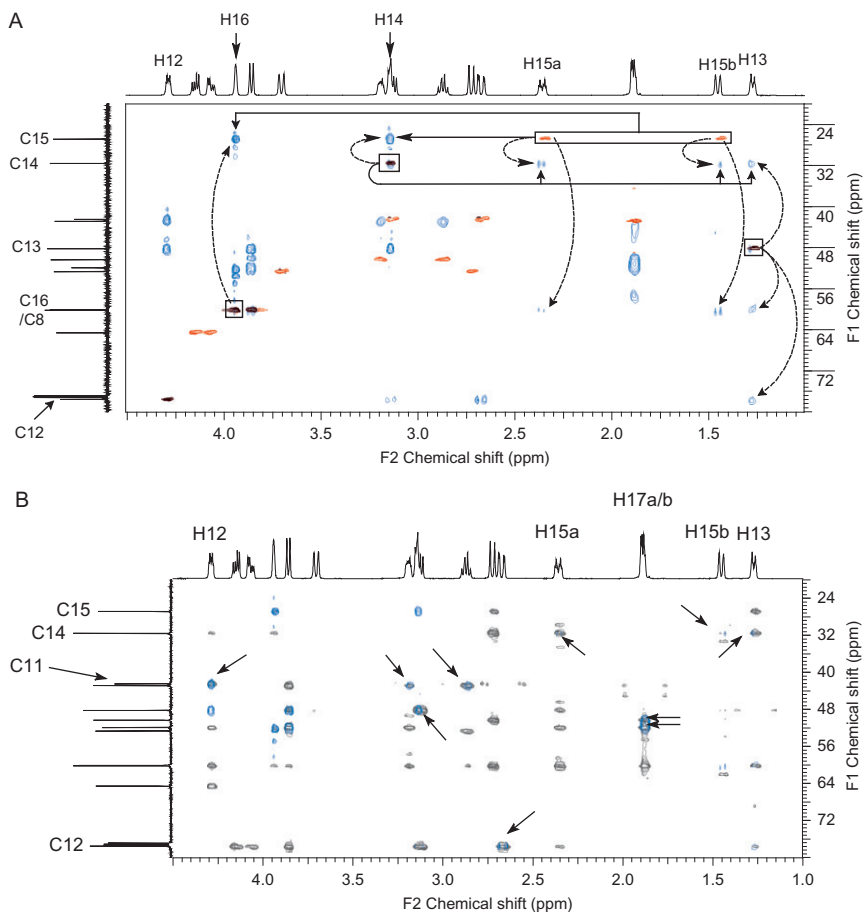 A
H16
H14
H12
H15a
H15b
H13
C15
C14
C13
C16
/C8
C12
24
32
40
48
56
64
72
F1 Chemical shift (ppm)
4.0
3.5
3.0
2.5
2.0
1.5
F2 Chemical shift (ppm)
B
H17a/b
H12
H15a
H15b
H13
C15
C14
C11
C12
24
32
40
48
56
64
72
F1 Chemical shift (ppm)
4.0
3.5
3.0
2.5
2.0
1.5
1.0
F2 Chemical shift (ppm)